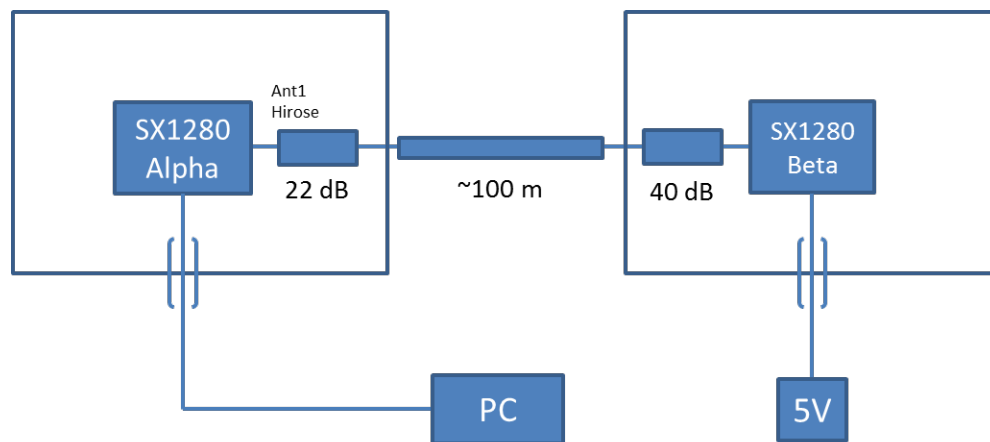 Ant1
Hirose
SX1280
Alpha
22 dB
~100 m
40 dB
SX1280
Beta
PC
5V